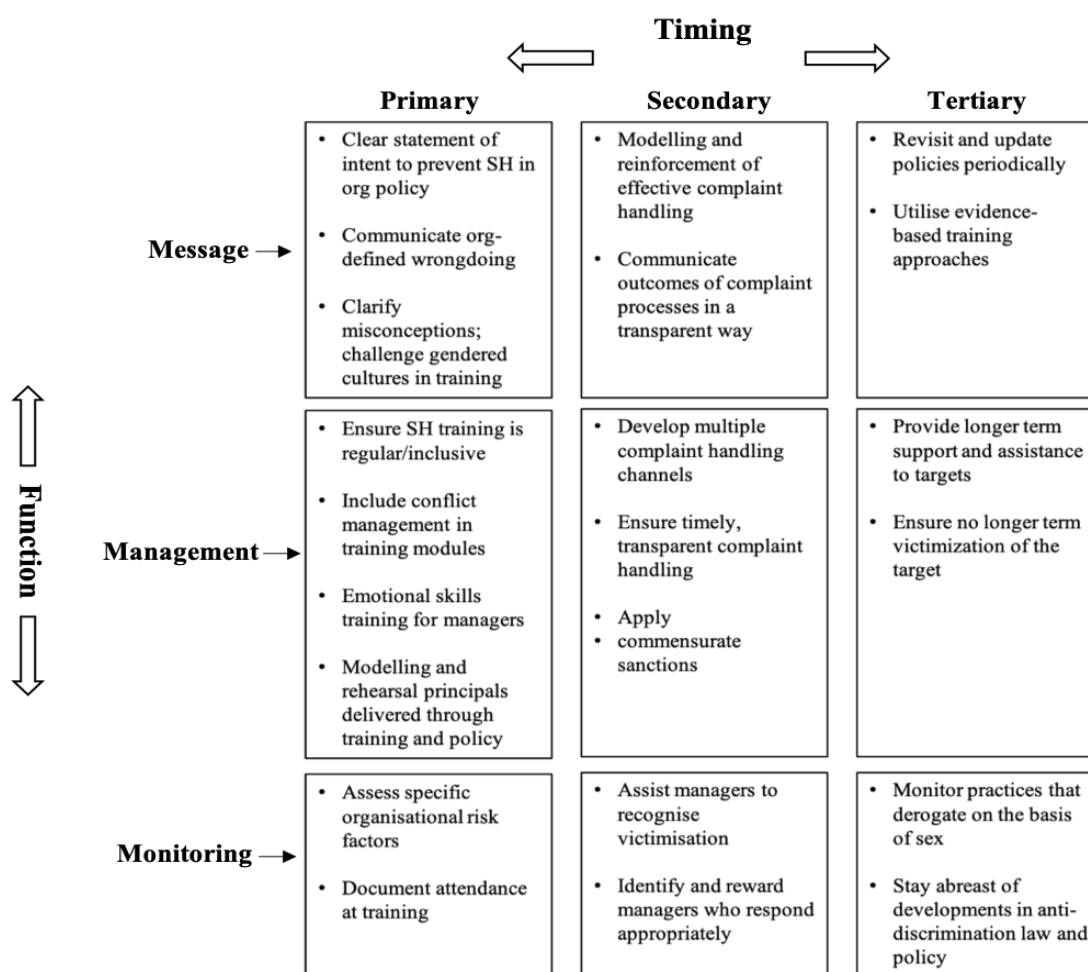 Timing
Primary
Secondary
Tertiary
Function
Message
• Clear statement of
intent to prevent SH in
org policy
• Communicate org-
defined wrongdoing
• Clarify
misconceptions;
challenge gendered
cultures in training
• Modelling and
reinforcement of
effective complaint
handling
• Communicate
outcomes of complaint
processes in a
transparent way
• Revisit and update
policies periodically
• Utilise evidence-
based training
approaches
Management
• Ensure SH training is
regular/inclusive
• Include conflict
management in
training modules
• Emotional skills
training for managers
• Modelling and
rehearsal principals
delivered through
training and policy
• Develop multiple
complaint handling
channels
• Ensure timely,
transparent complaint
handling
• Apply
• commensurate
sanctions
• Provide longer term
support and assistance
to targets
• Ensure no longer term
victimization of the
target
Monitoring
• Assess specific
organisational risk
factors
• Document attendance
at training
• Assist managers to
recognise
victimisation
• Identify and reward
managers who respond
appropriately
• Monitor practices that
derogate on the basis
of sex
• Stay abreast of
developments in anti-
discrimination law and
policy